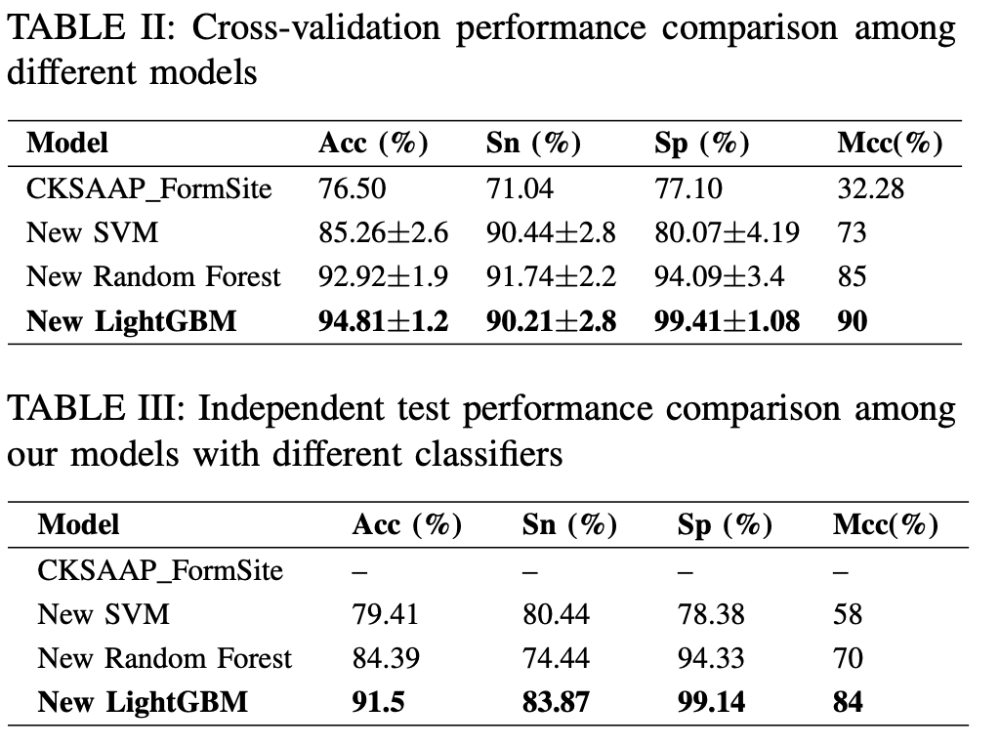 TABLE II: Cross-validation performance comparison among
different models
Model Acc (%) Sn (%) Sp (%) Mcc(%)
CKSAAP_FormSite 76.50 71.04 77.10 32.28
New SVM 85.26±2.6 90.44±2.8 80.07±4.19 73
New Random Forest 92.92±1.9 91.74±2.2 94.09±3.4 85
New LightGBM 94.81±1.2 90.21±2.8 99.41±1.08 90
TABLE III: Independent test performance comparison among
our models with different classifiers
Model Acc (%) Sn (%) Sp (%) Mcc(%)
CKSAAP_FormSite – – – –
New SVM 79.41 80.44 78.38 58
New Random Forest 84.39 74.44 94.33 70
New LightGBM 91.5 83.87 99.14 84